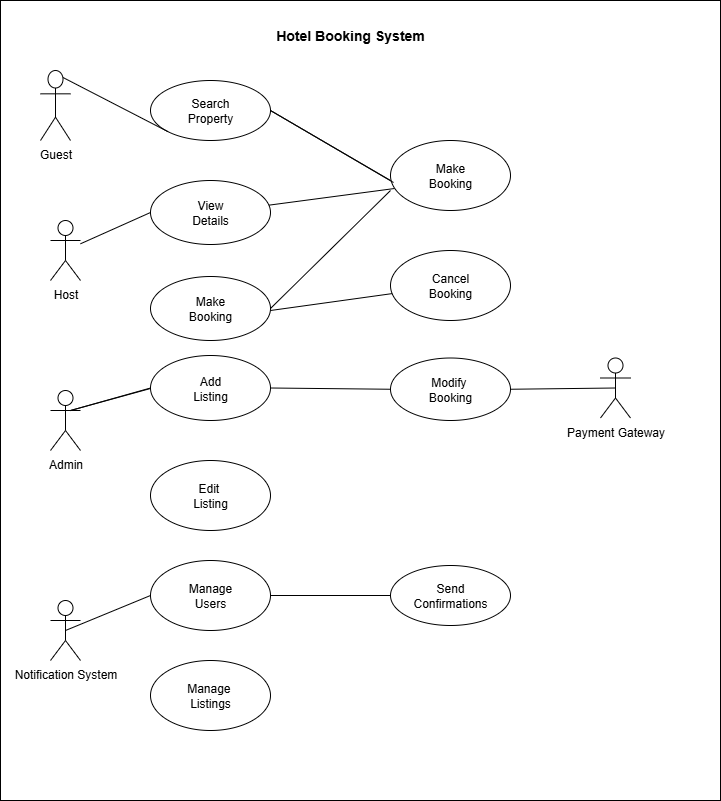 Hotel Booking System
Search
Property
Guest
Make
Booking
View
Details
Host
Cancel
Booking
Make
Booking
Add
Listing
Modify
Booking
Payment Gateway
Admin
Edit
Listing
Manage
Users
Send
Confirmations
Notification System
Manage
Listings